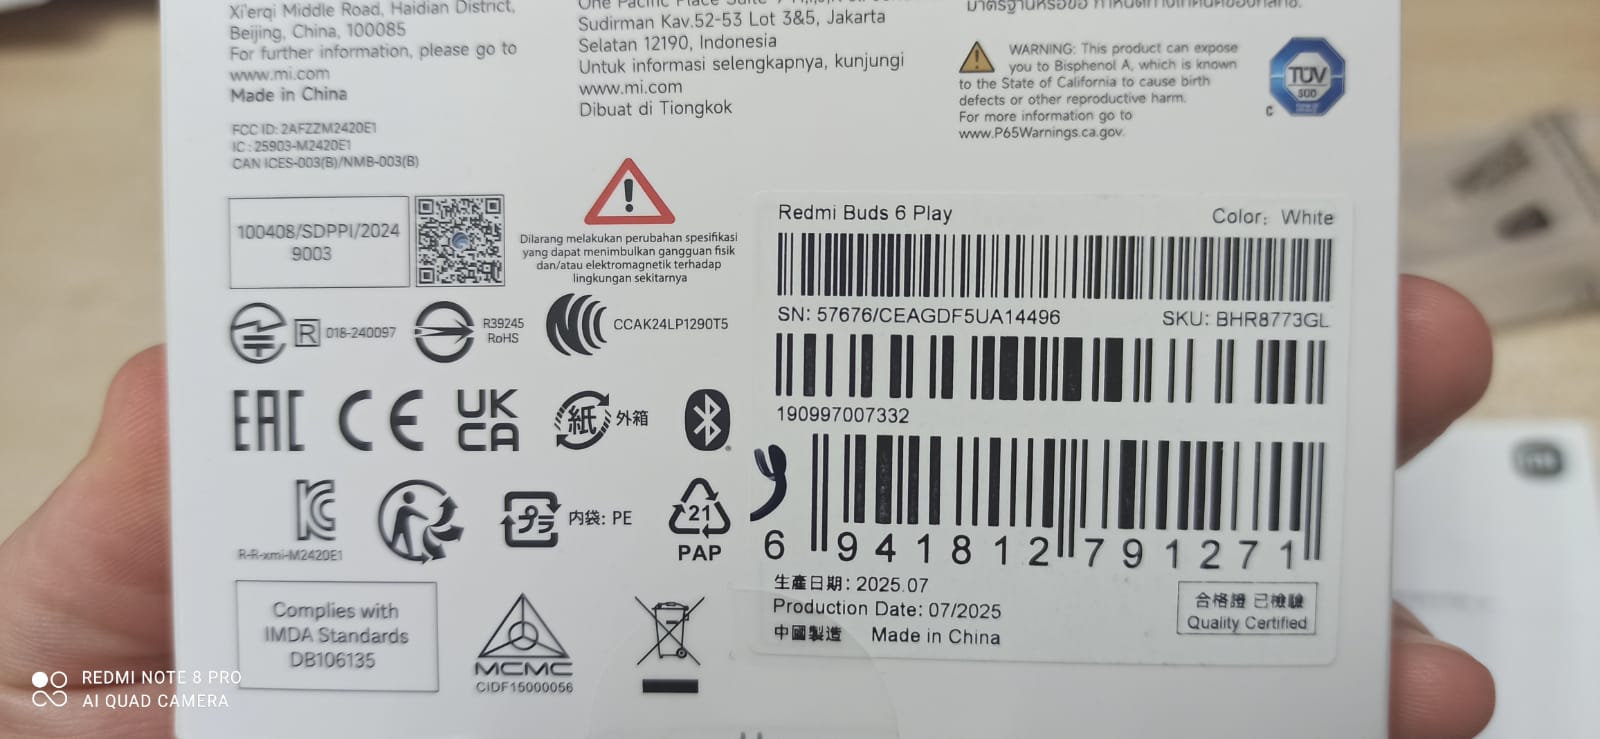 Xi'erqi Middle Road, Haidian District,
Beijing, China, 100085
For further information, please go to
www.mi.com
Made in China
FCC ID: 2AFZZM2420E1
IC : 25903-M2420E1
CAN ICES-003(B)/NMB-003(B)
Sudirman Kav.52-53 Lot 3&5, Jakarta
Selatan 12190, Indonesia
Untuk informasi selengkapnya, kunjungi
www.mi.com
Dibuat di Tiongkok
WARNING: This product can expose
you to Bisphenol A, which is known
to the State of California to cause birth
defects or other reproductive harm.
For more information go to
www.P65Warnings.ca.gov.
TÜV
SÜD
C
100408/SDPPI/2024
9003
Dilarang melakukan perubahan spesifikasi
yang dapat menimbulkan gangguan fisik
dan/atau elektromagnetik terhadap
lingkungan sekitarnya
R 018-240097
R39245
RoHS
CCAK24LP1290T5
EAC CE UK
CA
紙 外箱
R-R-xmi-M2420E1
プラ 内袋: PE
21
PAP
Complies with
IMDA Standards
DB106135
MCMC
CIDF15000056
Redmi Buds 6 Play
Color: White
SN: 57676/CEAGDF5UA14496
SKU: BHR8773GL
190997007332
6 941812 791271
生產日期: 2025.07
Production Date: 07/2025
中國製造 Made in China
合格證 已檢驗
Quality Certified
REDMI NOTE 8 PRO
AI QUAD CAMERA